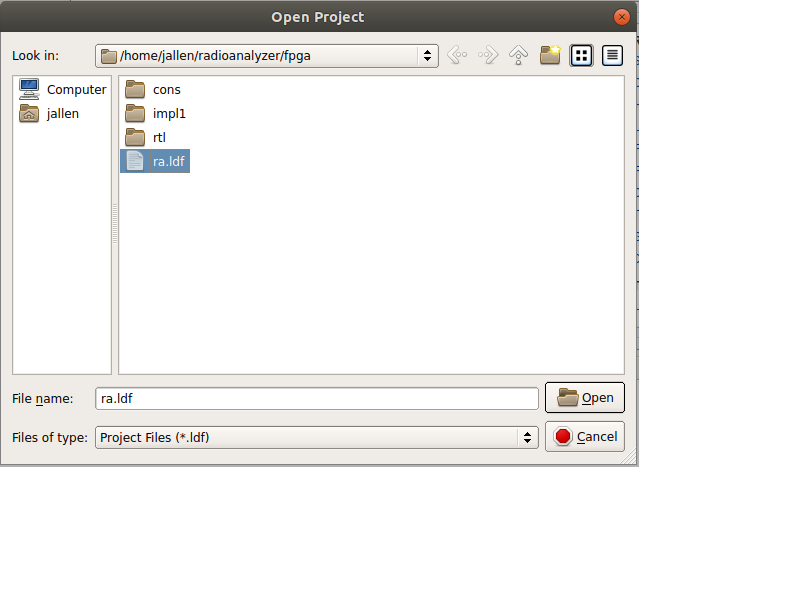 Open Project
Look in: /home/jallen/radioanalyzer/fpga
Computer
jallen
cons
impl1
rtl
ra.ldf
File name: ra.ldf
Open
Files of type: Project Files (*.ldf)
Cancel